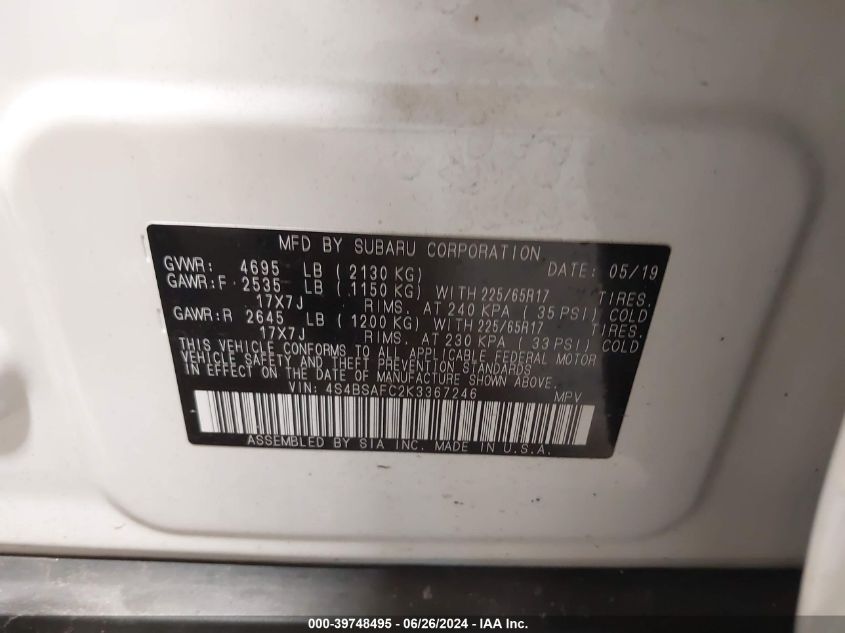 MFD BY SUBARU CORPORATION
GVWR: 4695 LB (2130 KG) DATE: 05/19
GAWR:F 2535 LB (1150 KG) WITH 225/65R17 TIRES.
17X7J RIMS. AT 240 KPA (35 PSI) COLD
GAWR:R 2645 LB (1200 KG) WITH 225/65R17 TIRES.
17X7J RIMS. AT 230 KPA (33 PSI) COLD
THIS VEHICLE CONFORMS TO ALL APPLICABLE FEDERAL MOTOR
VEHICLE SAFETY AND THEFT PREVENTION STANDARDS
IN EFFECT ON THE DATE OF MANUFACTURE SHOWN ABOVE.
VIN: 4S4BSAFC2K3367246 MPV
ASSEMBLED BY SIA INC. MADE IN U.S.A.
000-39748495 - 06/26/2024 - IAA Inc.